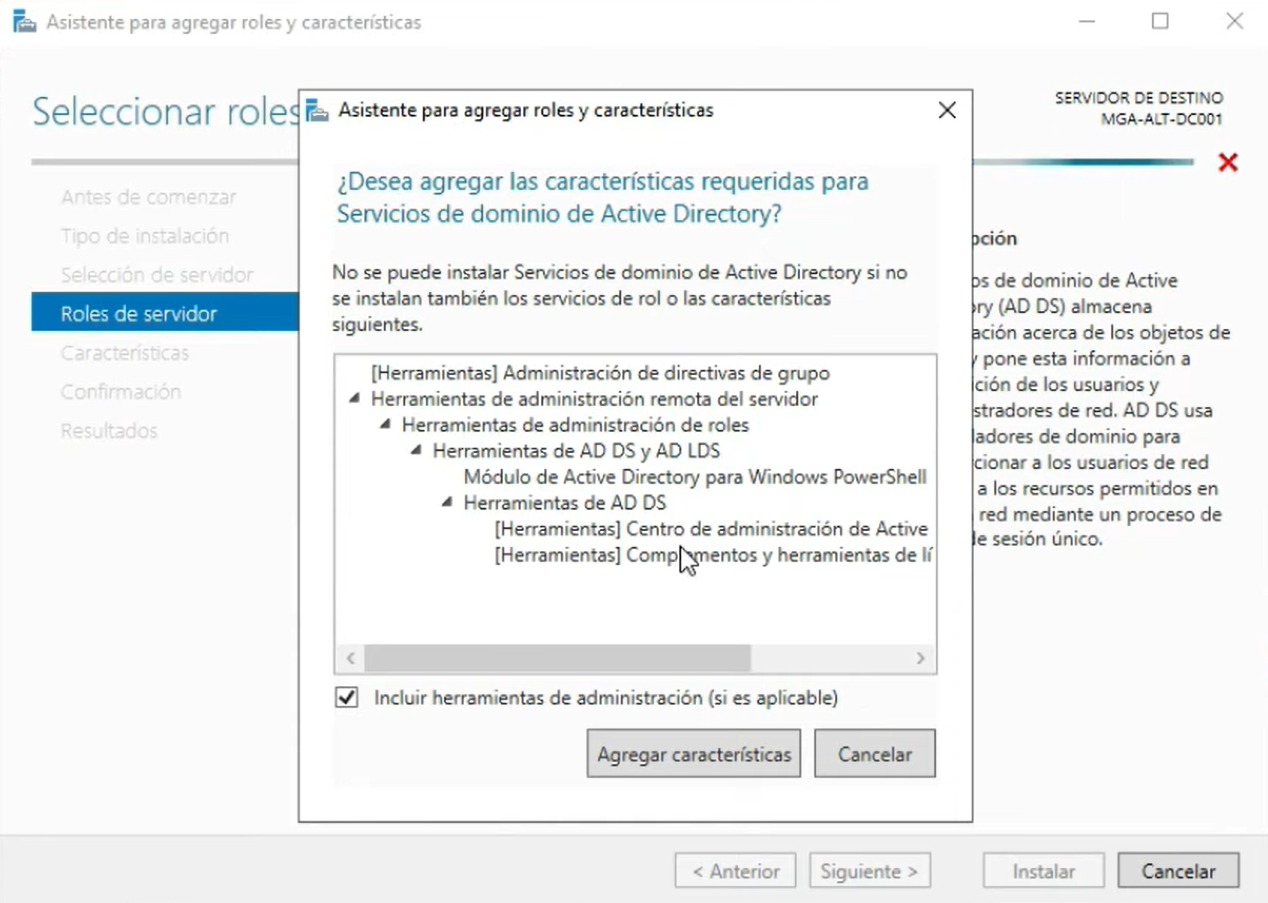 Asistente para agregar roles y características
Seleccionar roles
SERVIDOR DE DESTINO
MGA-ALT-DC001
Antes de comenzar
Tipo de instalación
Selección de servidor
Roles de servidor
Características
Confirmación
Resultados
Asistente para agregar roles y características
¿Desea agregar las características requeridas para
Servicios de dominio de Active Directory?
No se puede instalar Servicios de dominio de Active Directory si no
se instalan también los servicios de rol o las características
siguientes.
[Herramientas] Administración de directivas de grupo
Herramientas de administración remota del servidor
Herramientas de administración de roles
Herramientas de AD DS y AD LDS
Módulo de Active Directory para Windows PowerShell
Herramientas de AD DS
[Herramientas] Centro de administración de Active
[Herramientas] Complementos y herramientas de lí
Incluir herramientas de administración (si es aplicable)
Agregar características
Cancelar
pción
os de dominio de Active
ory (AD DS) almacena
ación acerca de los objetos de
y pone esta información a
ción de los usuarios y
stradores de red. AD DS usa
ladores de dominio para
cionar a los usuarios de red
a los recursos permitidos en
red mediante un proceso de
de sesión único.
< Anterior
Siguiente >
Instalar
Cancelar